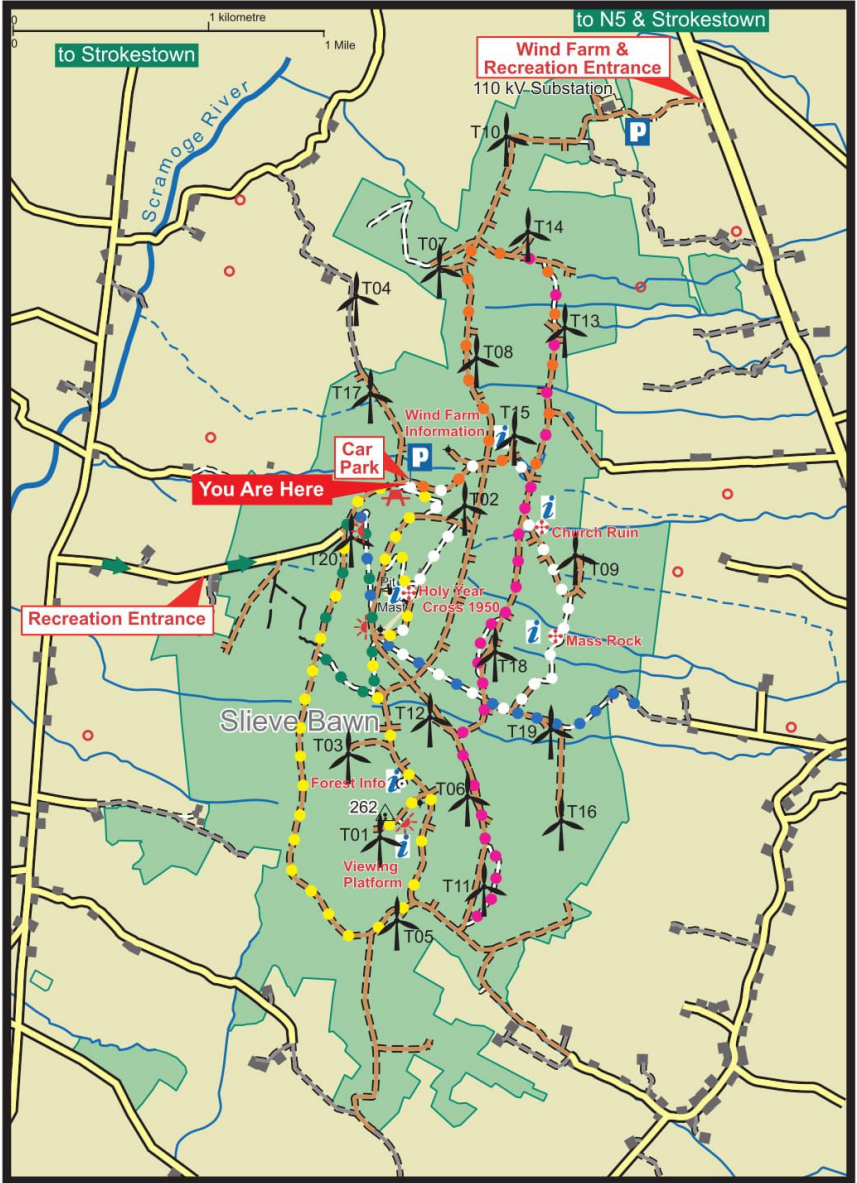 0
1 kilometre
0
1 Mile
to N5 & Strokestown
to Strokestown
Wind Farm &
Recreation Entrance
110 kV Substation
Scramoge River
P
T10
T14
T07
T04
T13
T08
T17
Wind Farm
Information
i
T15
Car
Park
P
You Are Here
T02
i
Church Ruin
T20
T09
Pit
i
Holy Year
Cross 1950
Mast
Recreation Entrance
i
Mass Rock
T18
Slieve Bawn
T12
T19
T03
Forest Info
i
T06
262
T16
T01
i
Viewing
Platform
T11
T05